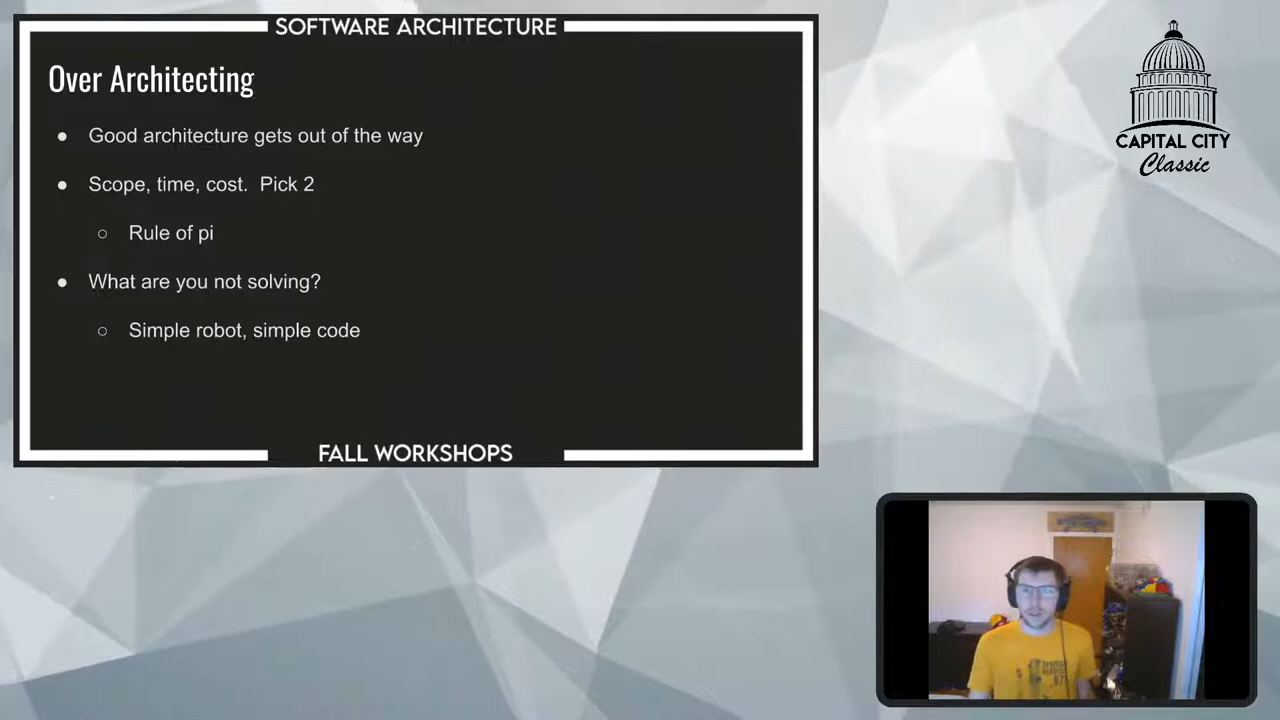 SOFTWARE ARCHITECTURE
Over Architecting
● Good architecture gets out of the way
● Scope, time, cost.  Pick 2
○ Rule of pi
● What are you not solving?
○ Simple robot, simple code
FALL WORKSHOPS
CAPITAL CITY
Classic